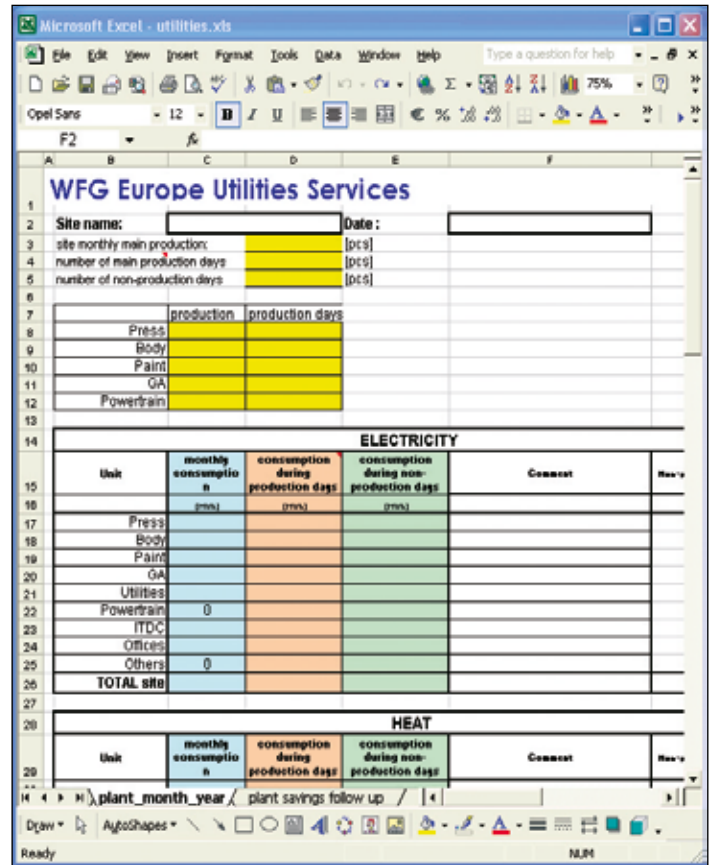 Microsoft Excel - utilities.xls
File Edit View Insert Format Tools Data Window Help Type a question for help
75%
Opel Sans 12 B I U € %
F2 fx
A B C D E F
1 WFG Europe Utilities Services
2 Site name: Date :
3 site monthly main production: [pcs]
4 number of main production days [pcs]
5 number of non-production days [pcs]
6
7 production production days
8 Press
9 Body
10 Paint
11 GA
12 Powertrain
13
14 ELECTRICITY
15 Unit monthly consumptio n consumption during production days consumption during non- production days Comment
16
17 Press
18 Body
19 Paint
20 GA
21 Utilities
22 Powertrain 0
23 ITDC
24 Offices
25 Others 0
26 TOTAL site
27
28 HEAT
29 Unit monthly consumptio n consumption during production days consumption during non- production days Comment
plant_month_year plant savings follow up
Draw AutoShapes
Ready NUM